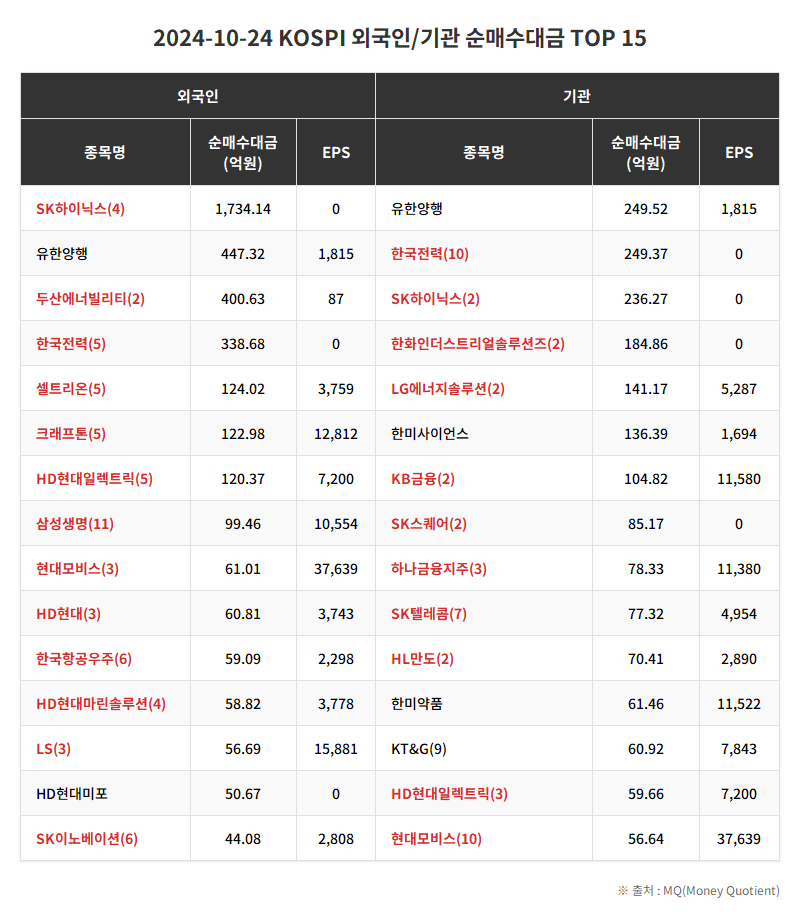 2024-10-24 KOSPI 외국인/기관 순매수대금 TOP 15
외국인 기관
종목명 순매수대금 (억원) EPS 종목명 순매수대금 (억원) EPS
SK하이닉스(4) 1,734.14 0 유한양행 249.52 1,815
유한양행 447.32 1,815 한국전력(10) 249.37 0
두산에너빌리티(2) 400.63 87 SK하이닉스(2) 236.27 0
한국전력(5) 338.68 0 한화인더스트리얼솔루션즈(2) 184.86 0
셀트리온(5) 124.02 3,759 LG에너지솔루션(2) 141.17 5,287
크래프톤(5) 122.98 12,812 한미사이언스 136.39 1,694
HD현대일렉트릭(5) 120.37 7,200 KB금융(2) 104.82 11,580
삼성생명(11) 99.46 10,554 SK스퀘어(2) 85.17 0
현대모비스(3) 61.01 37,639 하나금융지주(3) 78.33 11,380
HD현대(3) 60.81 3,743 SK텔레콤(7) 77.32 4,954
한국항공우주(6) 59.09 2,298 HL만도(2) 70.41 2,890
HD현대마린솔루션(4) 58.82 3,778 한미약품 61.46 11,522
LS(3) 56.69 15,881 KT&G(9) 60.92 7,843
HD현대미포 50.67 0 HD현대일렉트릭(3) 59.66 7,200
SK이노베이션(6) 44.08 2,808 현대모비스(10) 56.64 37,639
※ 출처 : MQ(Money Quotient)